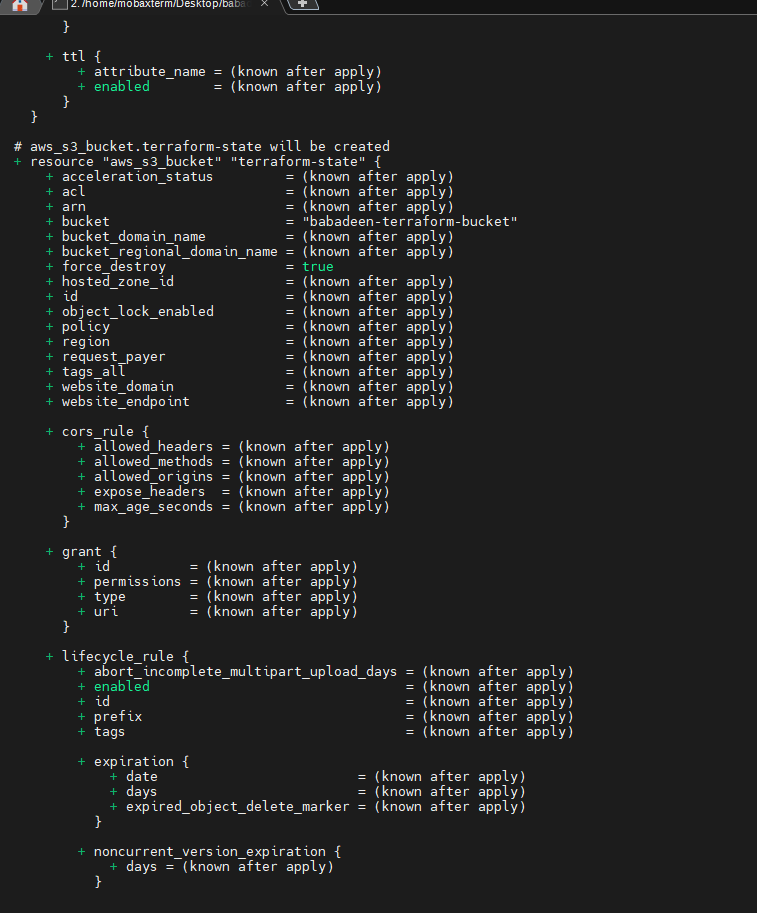 2. /home/mobaxterm/Desktop/baba
}
+ ttl {
+ attribute_name = (known after apply)
+ enabled        = (known after apply)
}
}
# aws_s3_bucket.terraform-state will be created
+ resource "aws_s3_bucket" "terraform-state" {
+ acceleration_status         = (known after apply)
+ acl                         = (known after apply)
+ arn                         = (known after apply)
+ bucket                      = "babadeen-terraform-bucket"
+ bucket_domain_name          = (known after apply)
+ bucket_regional_domain_name = (known after apply)
+ force_destroy               = true
+ hosted_zone_id              = (known after apply)
+ id                          = (known after apply)
+ object_lock_enabled         = (known after apply)
+ policy                      = (known after apply)
+ region                      = (known after apply)
+ request_payer               = (known after apply)
+ tags_all                    = (known after apply)
+ website_domain              = (known after apply)
+ website_endpoint            = (known after apply)
+ cors_rule {
+ allowed_headers = (known after apply)
+ allowed_methods = (known after apply)
+ allowed_origins = (known after apply)
+ expose_headers  = (known after apply)
+ max_age_seconds = (known after apply)
}
+ grant {
+ id          = (known after apply)
+ permissions = (known after apply)
+ type        = (known after apply)
+ uri         = (known after apply)
}
+ lifecycle_rule {
+ abort_incomplete_multipart_upload_days = (known after apply)
+ enabled                                = (known after apply)
+ id                                     = (known after apply)
+ prefix                                 = (known after apply)
+ tags                                   = (known after apply)
+ expiration {
+ date                         = (known after apply)
+ days                         = (known after apply)
+ expired_object_delete_marker = (known after apply)
}
+ noncurrent_version_expiration {
+ days = (known after apply)
}